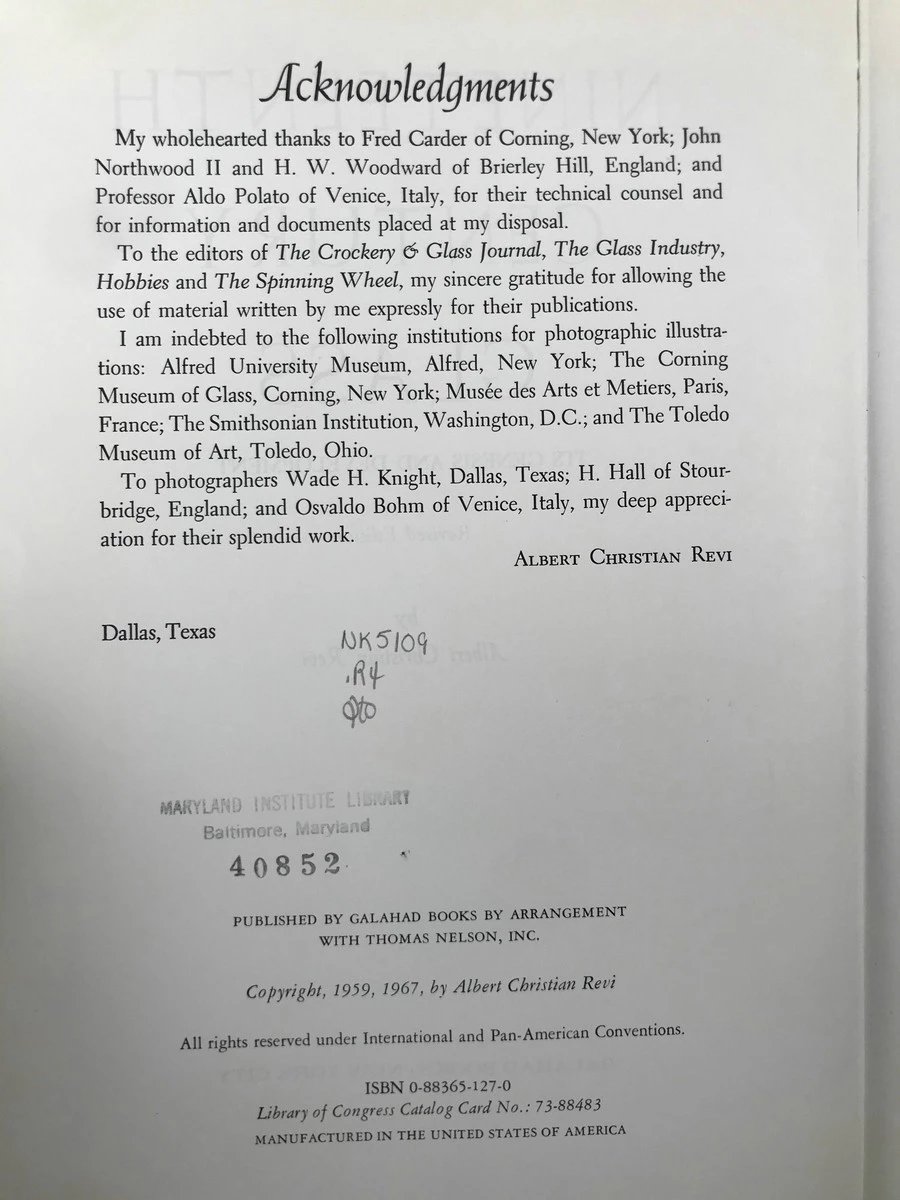 Acknowledgments
My wholehearted thanks to Fred Carder of Corning, New York; John
Northwood II and H. W. Woodward of Brierley Hill, England; and
Professor Aldo Polato of Venice, Italy, for their technical counsel and
for information and documents placed at my disposal.
To the editors of The Crockery & Glass Journal, The Glass Industry,
Hobbies and The Spinning Wheel, my sincere gratitude for allowing the
use of material written by me expressly for their publications.
I am indebted to the following institutions for photographic illustra-
tions: Alfred University Museum, Alfred, New York; The Corning
Museum of Glass, Corning, New York; Musée des Arts et Metiers, Paris,
France; The Smithsonian Institution, Washington, D.C.; and The Toledo
Museum of Art, Toledo, Ohio.
To photographers Wade H. Knight, Dallas, Texas; H. Hall of Stour-
bridge, England; and Osvaldo Bohm of Venice, Italy, my deep appreci-
ation for their splendid work.
ALBERT CHRISTIAN REVI
Dallas, Texas
NK5109
.R4
Qto
MARYLAND INSTITUTE LIBRARY
Baltimore, Maryland
40852
PUBLISHED BY GALAHAD BOOKS BY ARRANGEMENT
WITH THOMAS NELSON, INC.
Copyright, 1959, 1967, by Albert Christian Revi
All rights reserved under International and Pan-American Conventions.
ISBN 0-88365-127-0
Library of Congress Catalog Card No.: 73-88483
MANUFACTURED IN THE UNITED STATES OF AMERICA